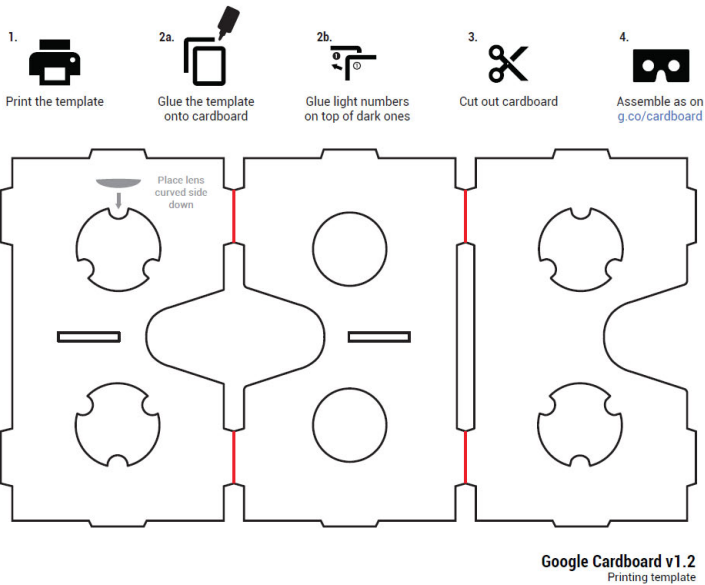 1.
Print the template
2a.
Glue the template
onto cardboard
2b.
Glue light numbers
on top of dark ones
3.
Cut out cardboard
4.
Assemble as on
g.co/cardboard
Place lens
curved side
down
Google Cardboard v1.2
Printing template